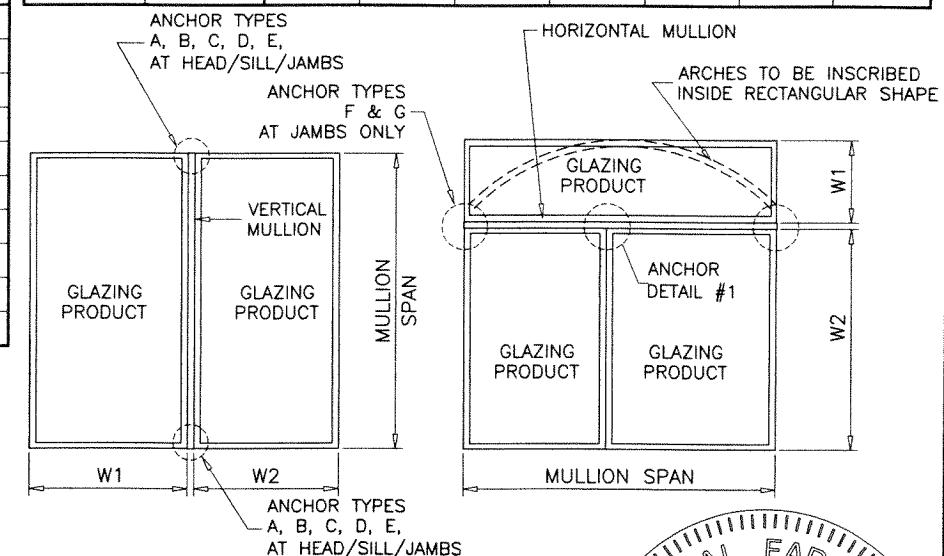 ANCHOR TYPES
A, B, C, D, E,
AT HEAD/SILL/JAMBS
HORIZONTAL MULLION
ARCHES TO BE INSCRIBED
INSIDE RECTANGULAR SHAPE
ANCHOR TYPES
F & G
AT JAMBS ONLY
GLAZING
PRODUCT
W1
VERTICAL
MULLION
GLAZING
PRODUCT
GLAZING
PRODUCT
MULLION
SPAN
ANCHOR
DETAIL #1
GLAZING
PRODUCT
GLAZING
PRODUCT
W2
W1
W2
MULLION SPAN
ANCHOR TYPES
A, B, C, D, E,
AT HEAD/SILL/JAMBS